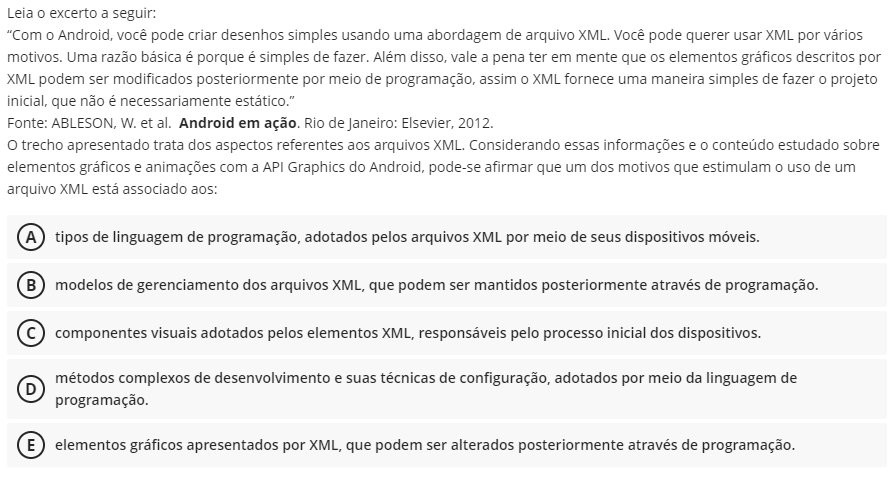 Leia o excerto a seguir:
“Com o Android, você pode criar desenhos simples usando uma abordagem de arquivo XML. Você pode querer usar XML por vários
motivos. Uma razão básica é porque é simples de fazer. Além disso, vale a pena ter em mente que os elementos gráficos descritos por
XML podem ser modificados posteriormente por meio de programação, assim o XML fornece uma maneira simples de fazer o projeto
inicial, que não é necessariamente estático.”
Fonte: ABLESON, W. et al. Android em ação. Rio de Janeiro: Elsevier, 2012.
O trecho apresentado trata dos aspectos referentes aos arquivos XML. Considerando essas informações e o conteúdo estudado sobre
elementos gráficos e animações com a API Graphics do Android, pode-se afirmar que um dos motivos que estimulam o uso de um
arquivo XML está associado aos:
A tipos de linguagem de programação, adotados pelos arquivos XML por meio de seus dispositivos móveis.
B modelos de gerenciamento dos arquivos XML, que podem ser mantidos posteriormente através de programação.
C componentes visuais adotados pelos elementos XML, responsáveis pelo processo inicial dos dispositivos.
D métodos complexos de desenvolvimento e suas técnicas de configuração, adotados por meio da linguagem de
programação.
E elementos gráficos apresentados por XML, que podem ser alterados posteriormente através de programação.